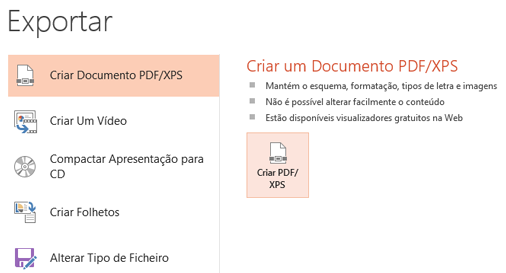 Exportar
Criar Documento PDF/XPS
Criar Um Vídeo
Compactar Apresentação para
CD
Criar Folhetos
Alterar Tipo de Ficheiro
Criar um Documento PDF/XPS
Mantém o esquema, formatação, tipos de letra e imagens
Não é possível alterar facilmente o conteúdo
Estão disponíveis visualizadores gratuitos na Web
Criar PDF/
XPS